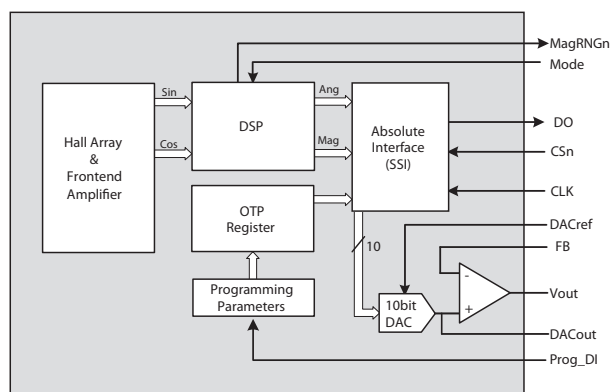 MagRNGn
Mode
Sin
Ang
DSP
Hall Array
&
Frontend
Amplifier
Cos
Mag
Absolute
Interface
(SSI)
DO
CSn
CLK
OTP
Register
10
DACref
FB
Programming
Parameters
10bit
DAC
-
+
Vout
DACout
Prog_DI